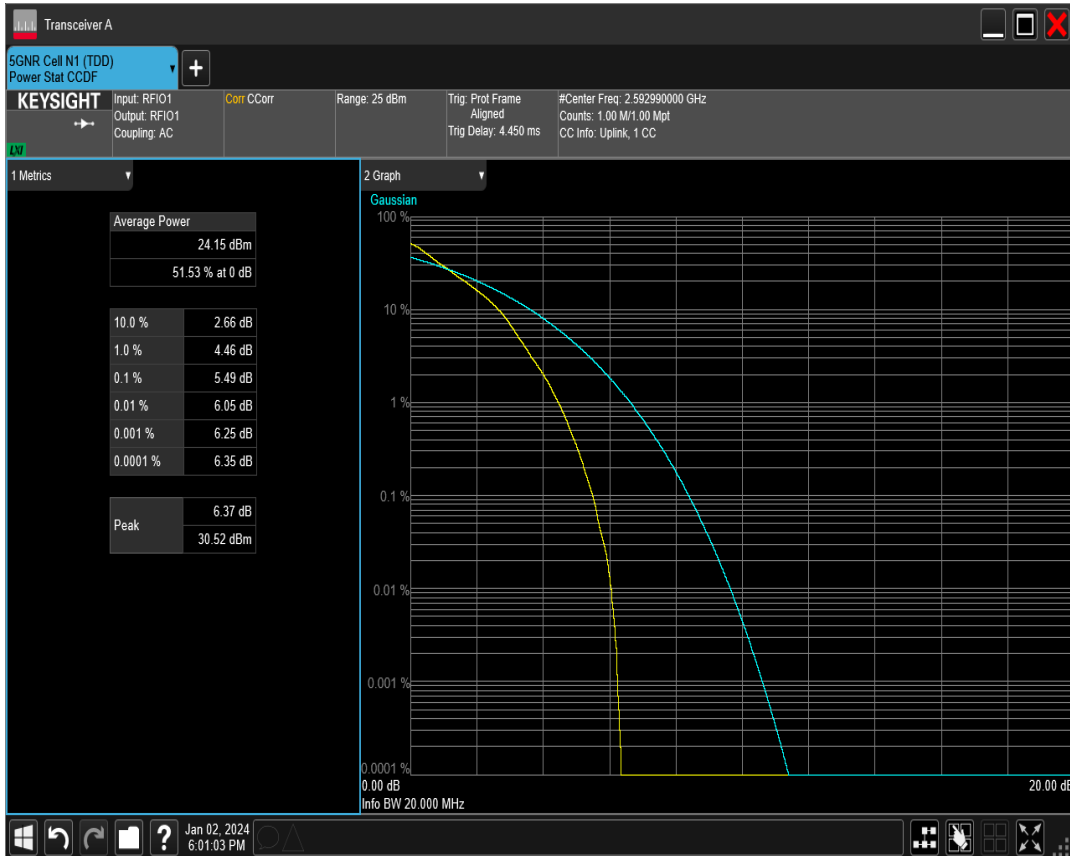 Transceiver A
5GNR Cell N1 (TDD)
Power Stat CCDF
+
KEYSIGHT
LXI
Input: RFIO1
Output: RFIO1
Coupling: AC
Corr CCorr
Range: 25 dBm
Trig: Prot Frame
Aligned
Trig Delay: 4.450 ms
#Center Freq: 2.592990000 GHz
Counts: 1.00 M/1.00 Mpt
CC Info: Uplink, 1 CC
1 Metrics
Average Power
24.15 dBm
51.53 % at 0 dB
10.0 % 2.66 dB
1.0 % 4.46 dB
0.1 % 5.49 dB
0.01 % 6.05 dB
0.001 % 6.25 dB
0.0001 % 6.35 dB
Peak
6.37 dB
30.52 dBm
2 Graph
Gaussian
100 %
10 %
1 %
0.1 %
0.01 %
0.001 %
0.0001 %
0.00 dB 20.00 dB
Info BW 20.000 MHz
?
Jan 02, 2024
6:01:03 PM